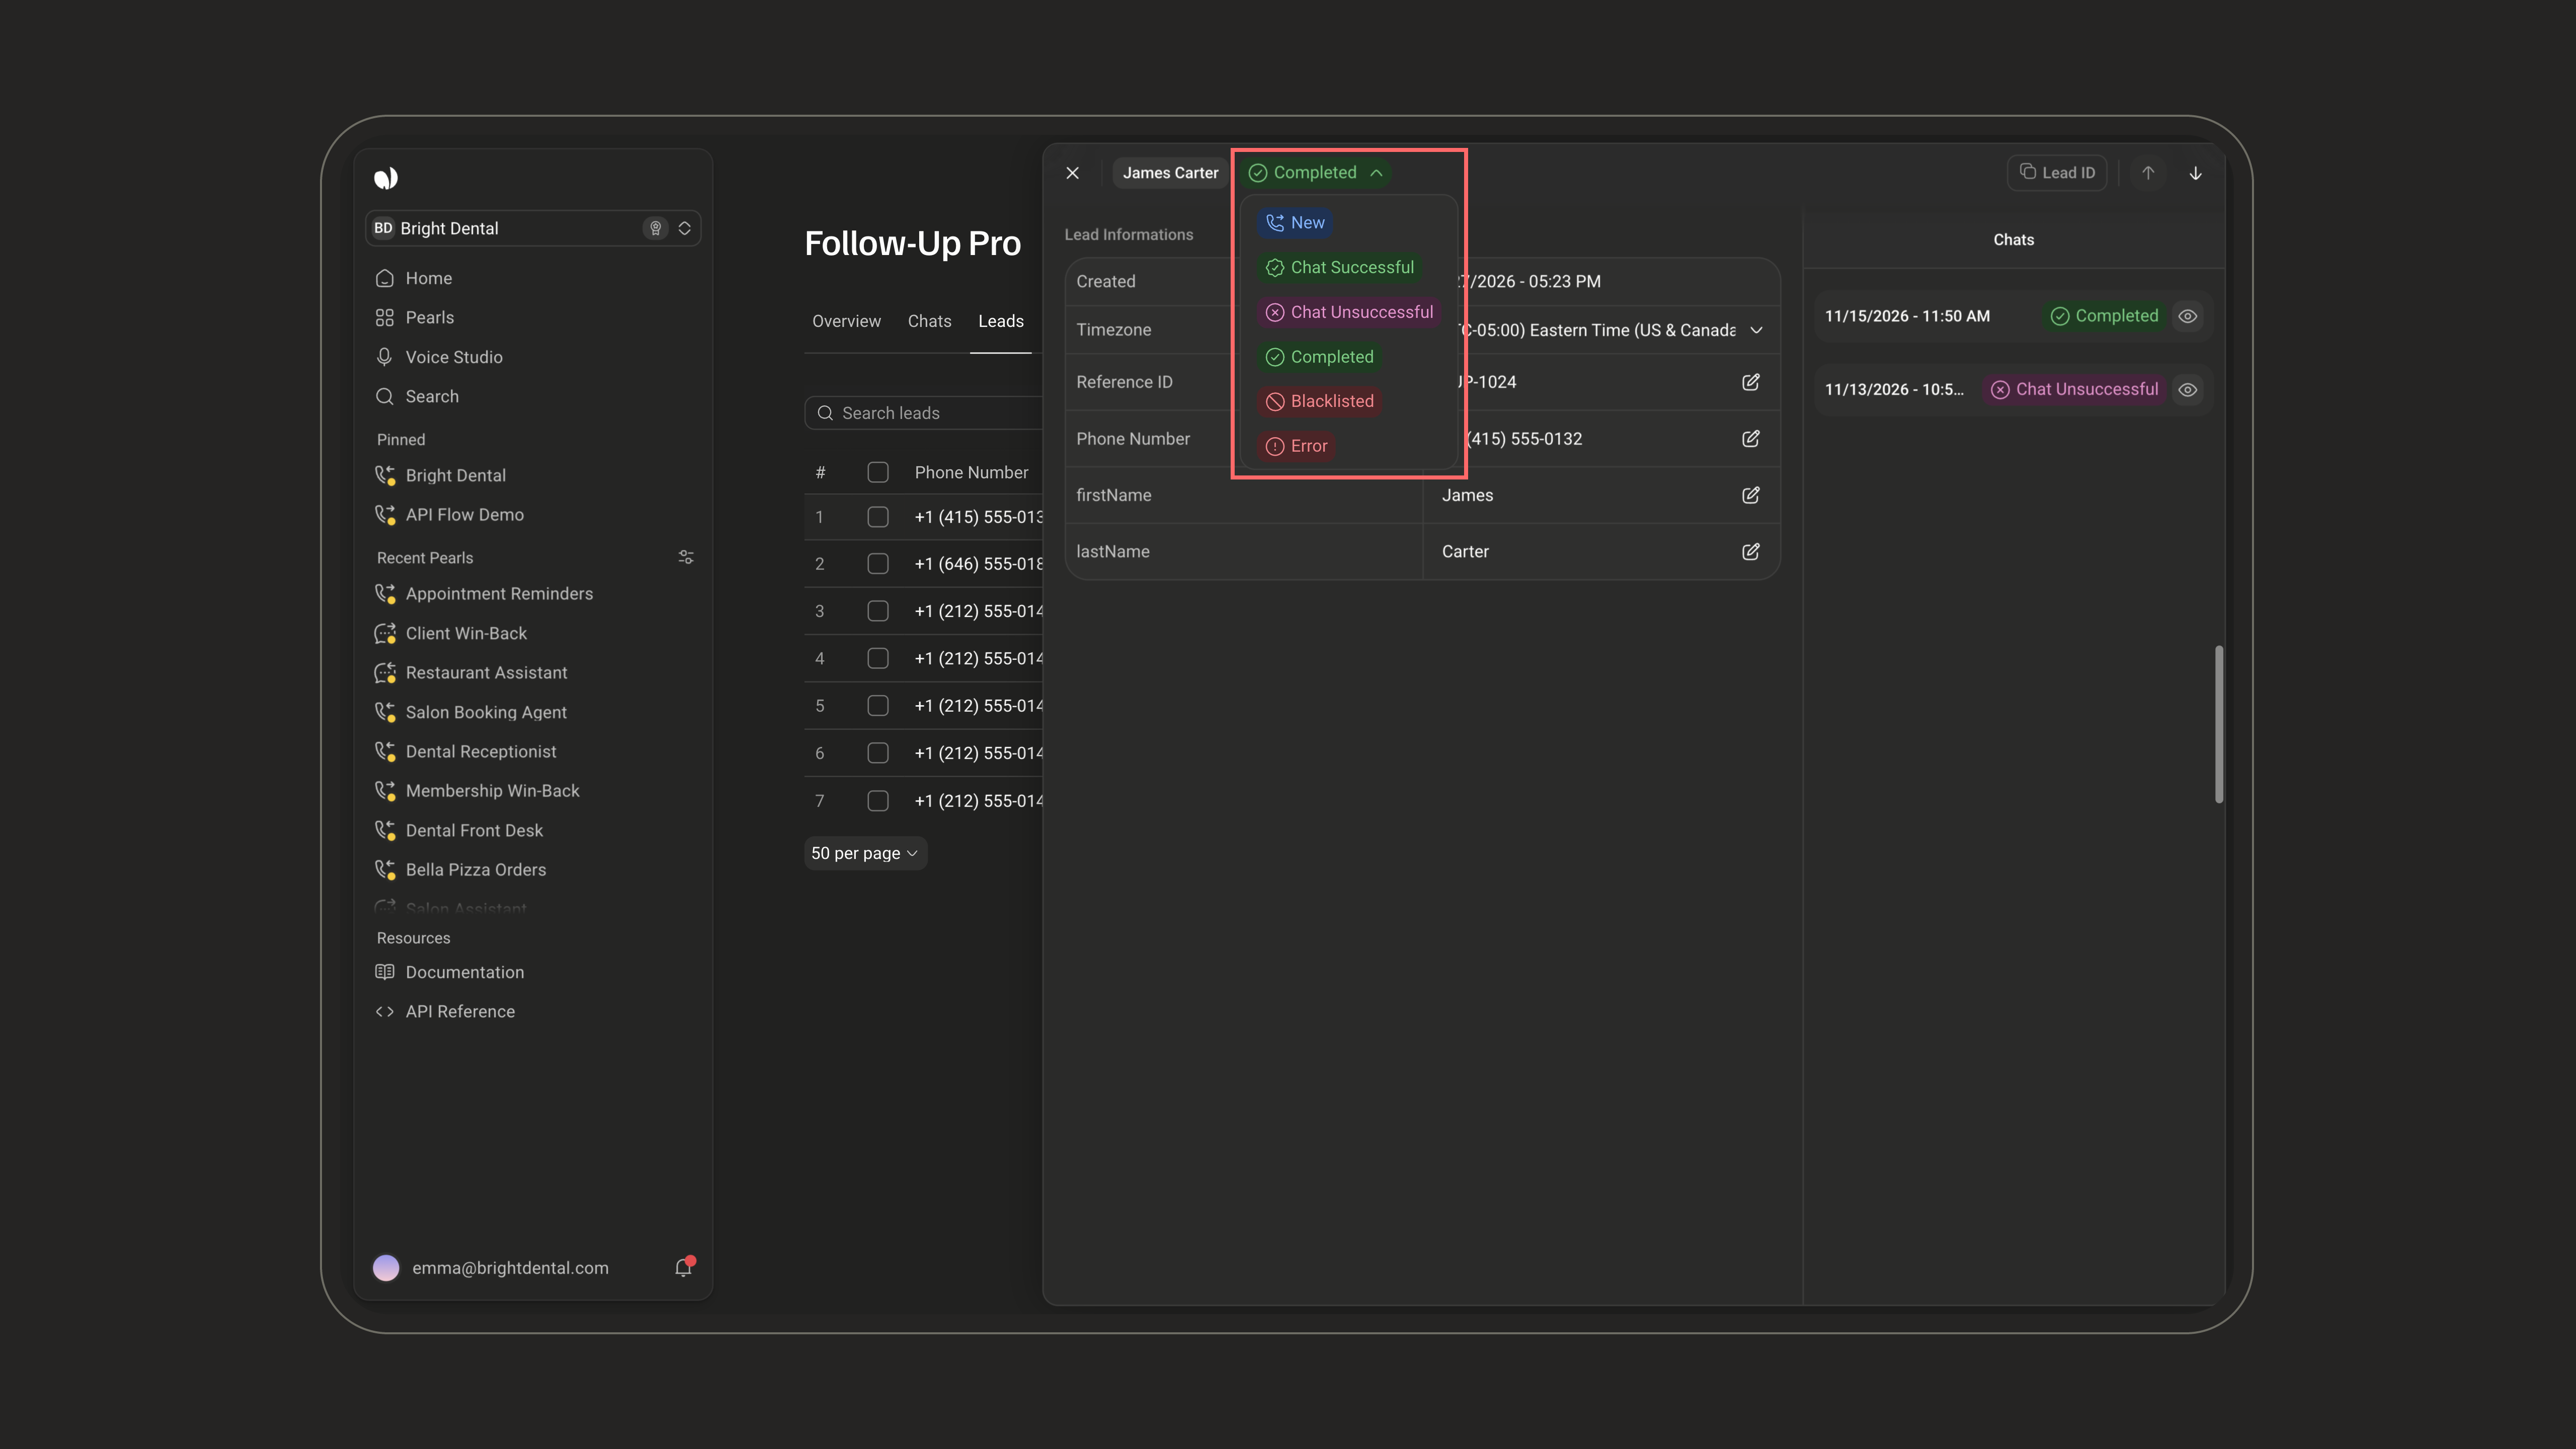 BD Bright Dental
Home
Pearls
Voice Studio
Search
Pinned
Bright Dental
API Flow Demo
Recent Pearls
Appointment Reminders
Client Win-Back
Restaurant Assistant
Salon Booking Agent
Dental Receptionist
Membership Win-Back
Dental Front Desk
Bella Pizza Orders
Salon Assistant
Resources
Documentation
API Reference
emma@brightdental.com
Follow-Up Pro
Overview Chats Leads
Search leads
# Phone Number
1 +1 (415) 555-013
2 +1 (646) 555-018
3 +1 (212) 555-014
4 +1 (212) 555-014
5 +1 (212) 555-014
6 +1 (212) 555-014
7 +1 (212) 555-014
50 per page
James Carter Completed Lead ID
New
Chat Successful
Chat Unsuccessful
Completed
Blacklisted
Error
Lead Informations
Created 7/2026 - 05:23 PM
Timezone C-05:00) Eastern Time (US & Canada
Reference ID P-1024
Phone Number (415) 555-0132
firstName James
lastName Carter
Chats
11/15/2026 - 11:50 AM Completed
11/13/2026 - 10:5... Chat Unsuccessful